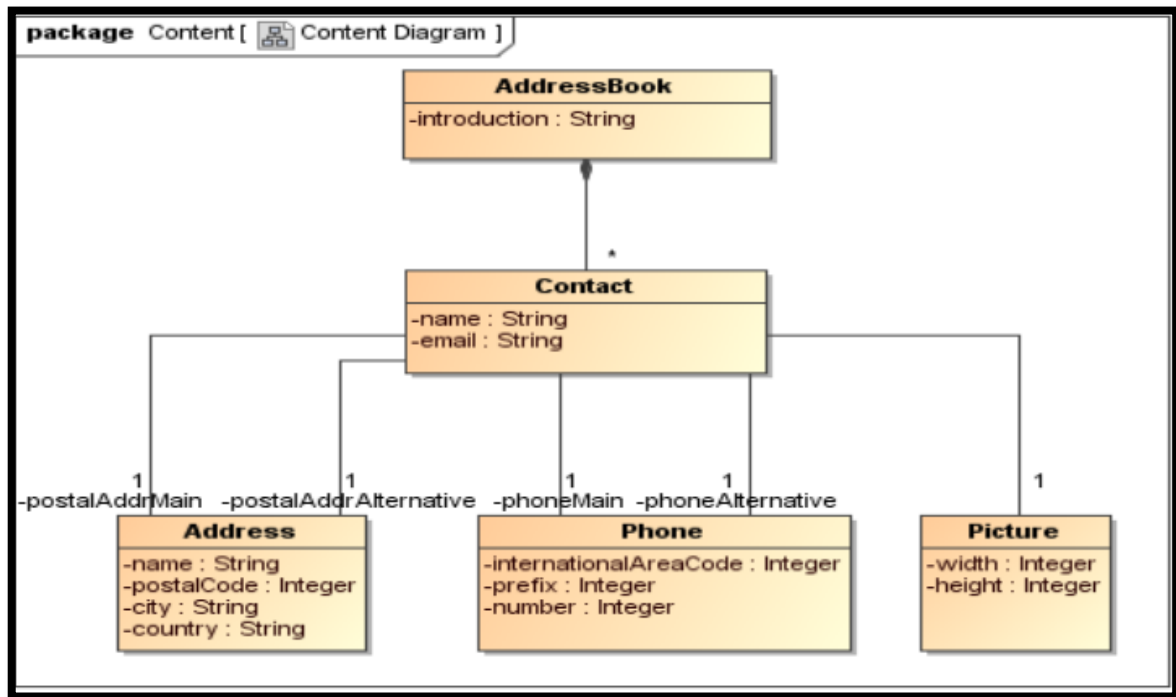 package Content [ Content Diagram ]
AddressBook
-introduction : String
*
Contact
-name : String
-email : String
1 1 1 1 1
-postalAddrMain -postalAddrAlternative -phoneMain -phoneAlternative
Address
-name : String
-postalCode : Integer
-city : String
-country : String
Phone
-internationalAreaCode : Integer
-prefix : Integer
-number : Integer
Picture
-width : Integer
-height : Integer